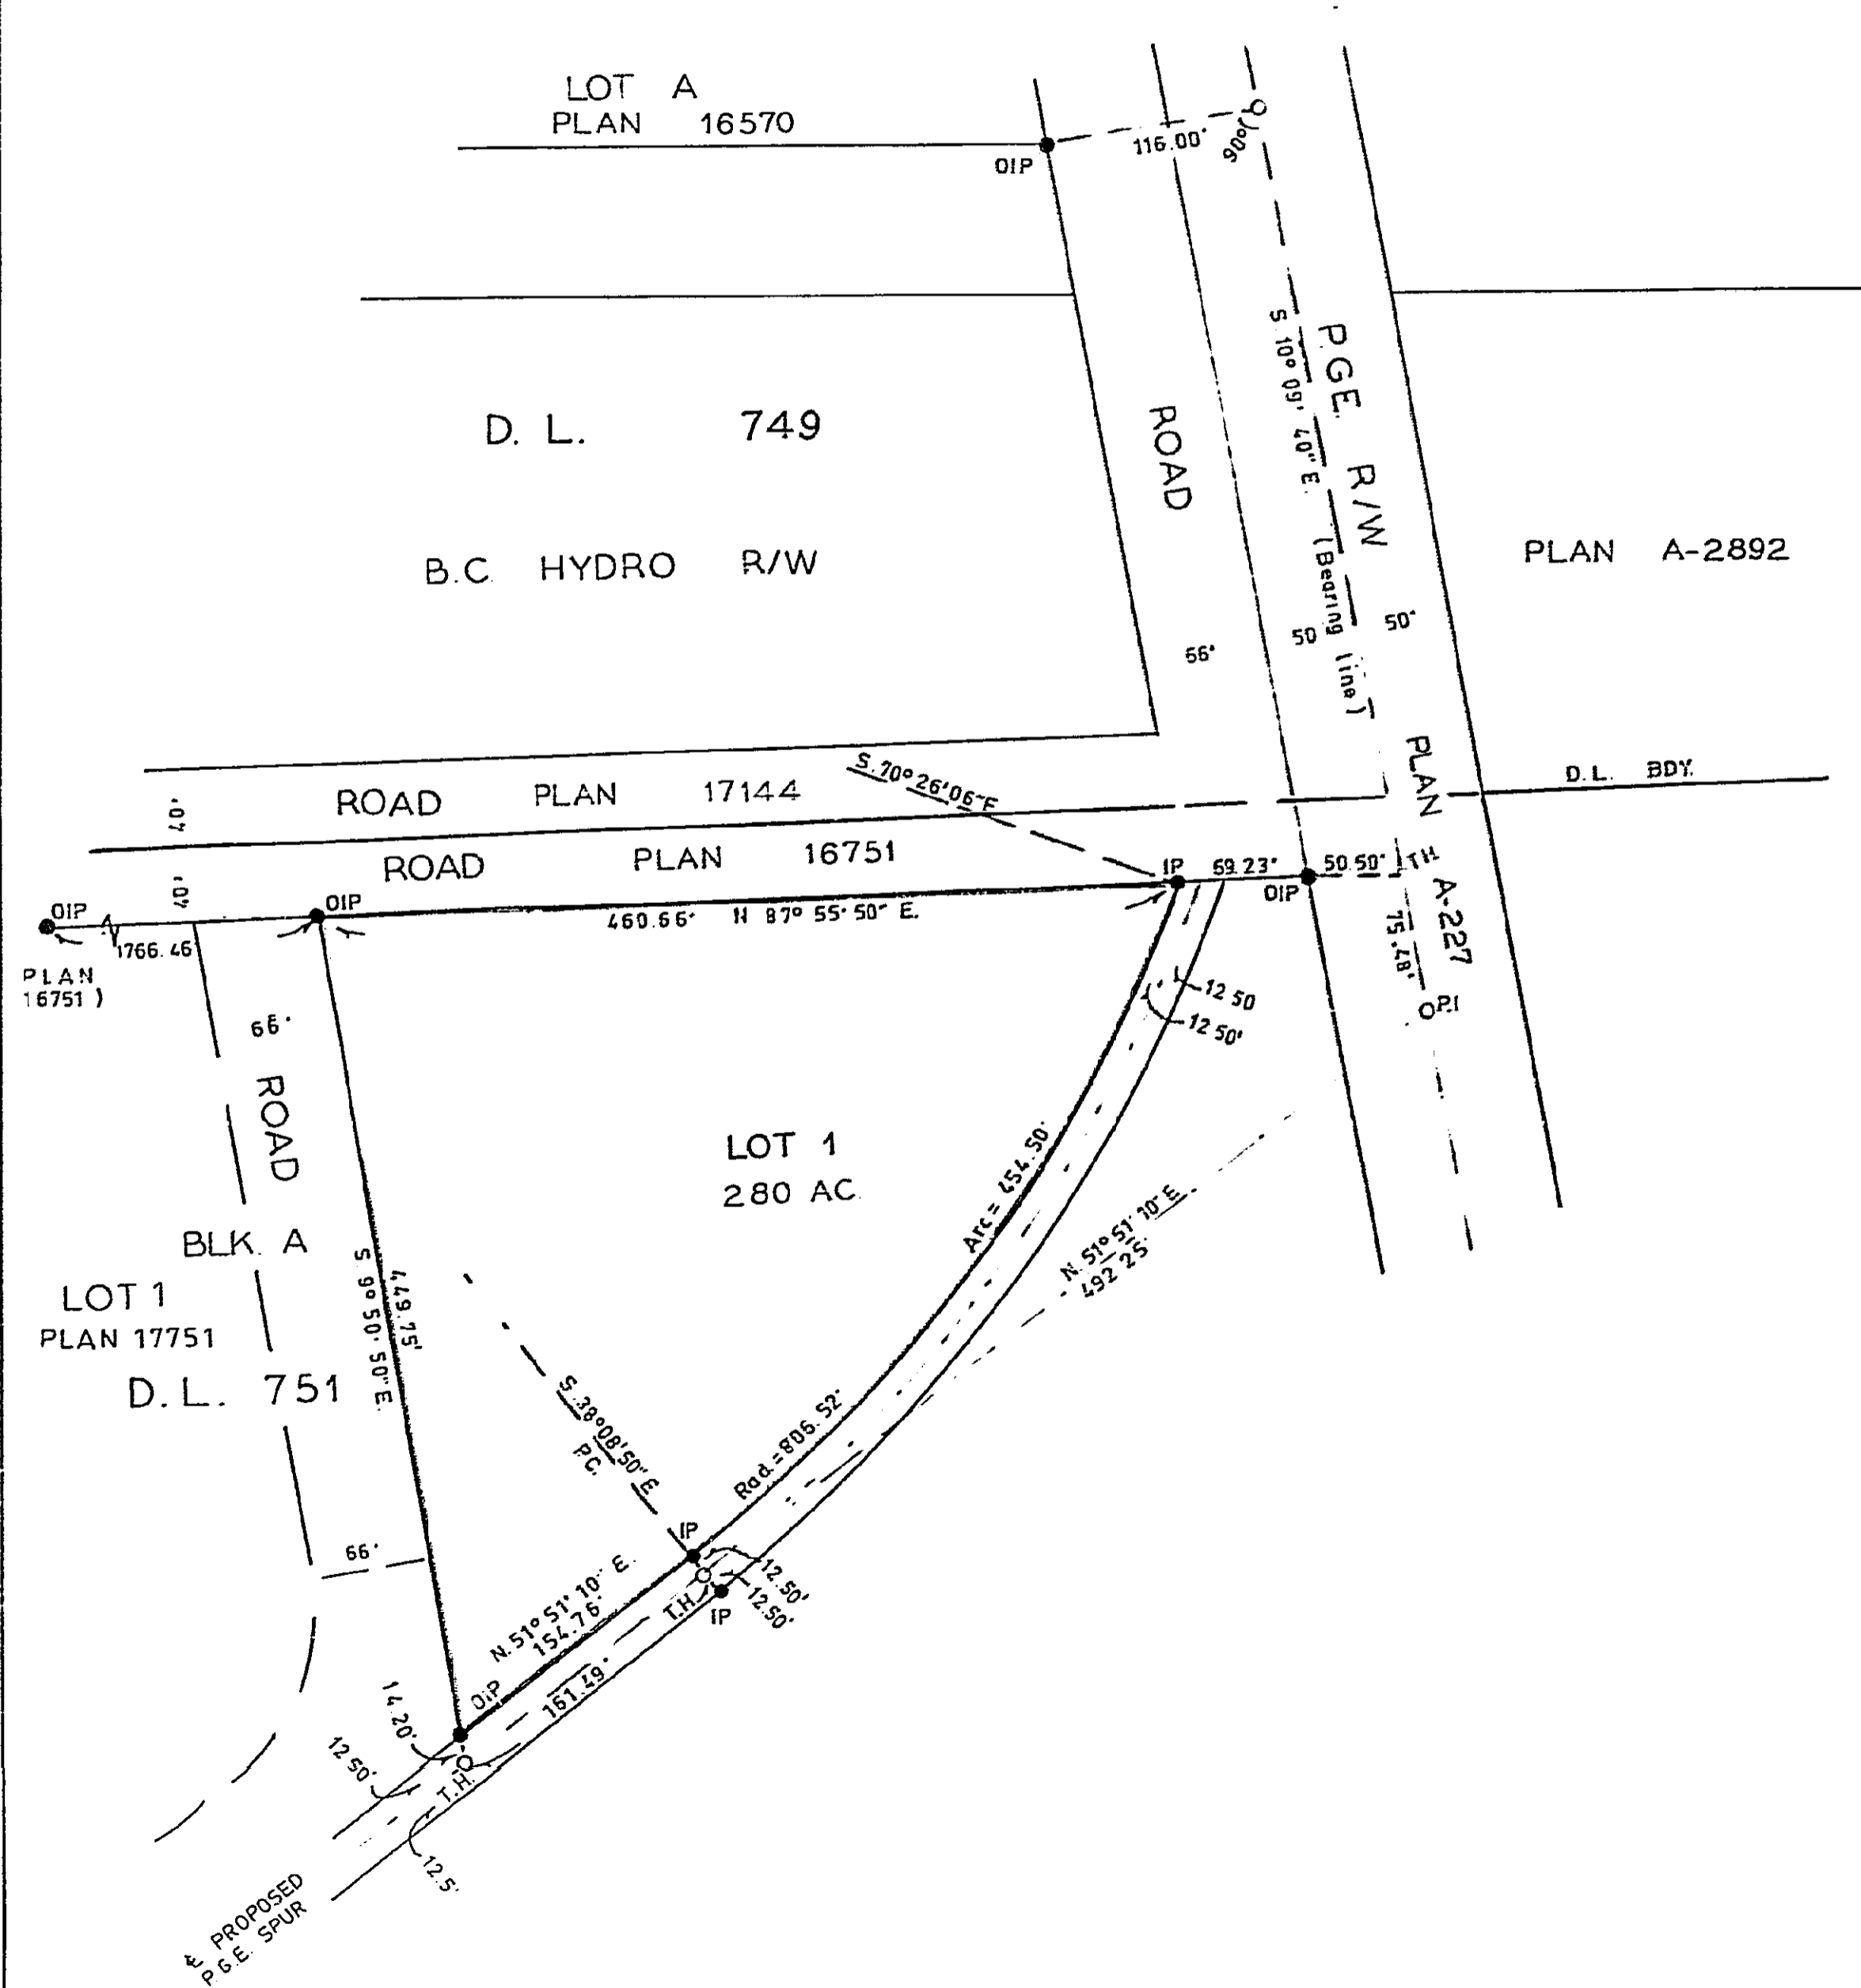 LOT A
PLAN 16570
116.00'
OIP
S 10° 09' 40" E. (Bearing line)
P.G.E. R/W
D. L. 749
ROAD
B.C. HYDRO R/W
PLAN A-2892
50
50'
66'
S. 70° 26' 06" E
D.L. BDY.
PLAN A-227
40'
ROAD PLAN 17144
ROAD PLAN 16751
40'
IP
69.23'
OIP
50.50'
TH
OIP
OIP
460.66' N 87° 55' 50" E.
1766.46
PLAN
16751 )
75.48'
P.I
12 50
12 50'
66'
ROAD
LOT 1
280 AC.
Arc = 454.50'
N. 51° 51' 10" E
492 25'
BLK. A
LOT 1
PLAN 17751
D. L. 751
449.75'
S 9° 50' 50" E.
S. 38° 08' 50" E
P.C.
Rad. = 806.52'
IP
66'
12.50'
12.50'
T.H.
IP
N. 51° 51' 10" E.
154.76'
161.49'
OIP
14.20'
12 50'
T.H.
12.5'
℄ PROPOSED
P.G.E. SPUR